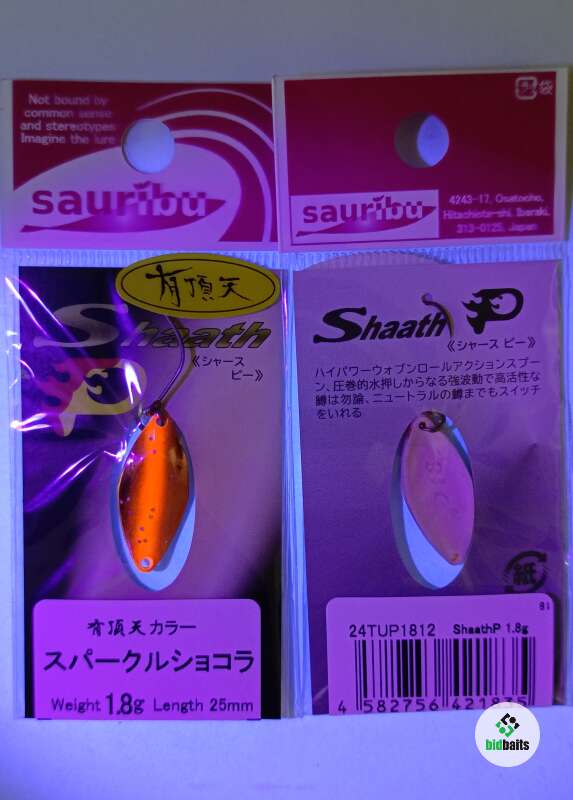 Not bound by
common sense
and stereotypes
Imagine the lure
sauribu
有頂天
Shaath
《シャース
ピー》
P
有頂天カラー
スパークルショコラ
Weight 1.8g Length 25mm
袋
sauribu
4243-17, Osatocho,
Hitachiota-shi, Ibaraki,
313-0125, Japan
Shaath P
《シャース ピー》
ハイパワーウォブンロールアクションスプー
ン、圧巻的水押しからなる強波動で高活性な
鱒は勿論、ニュートラルの鱒までもスイッチ
をいれる
紙
81
24TUP1812 ShaathP 1.8g
4 582756 421835
bidbaits